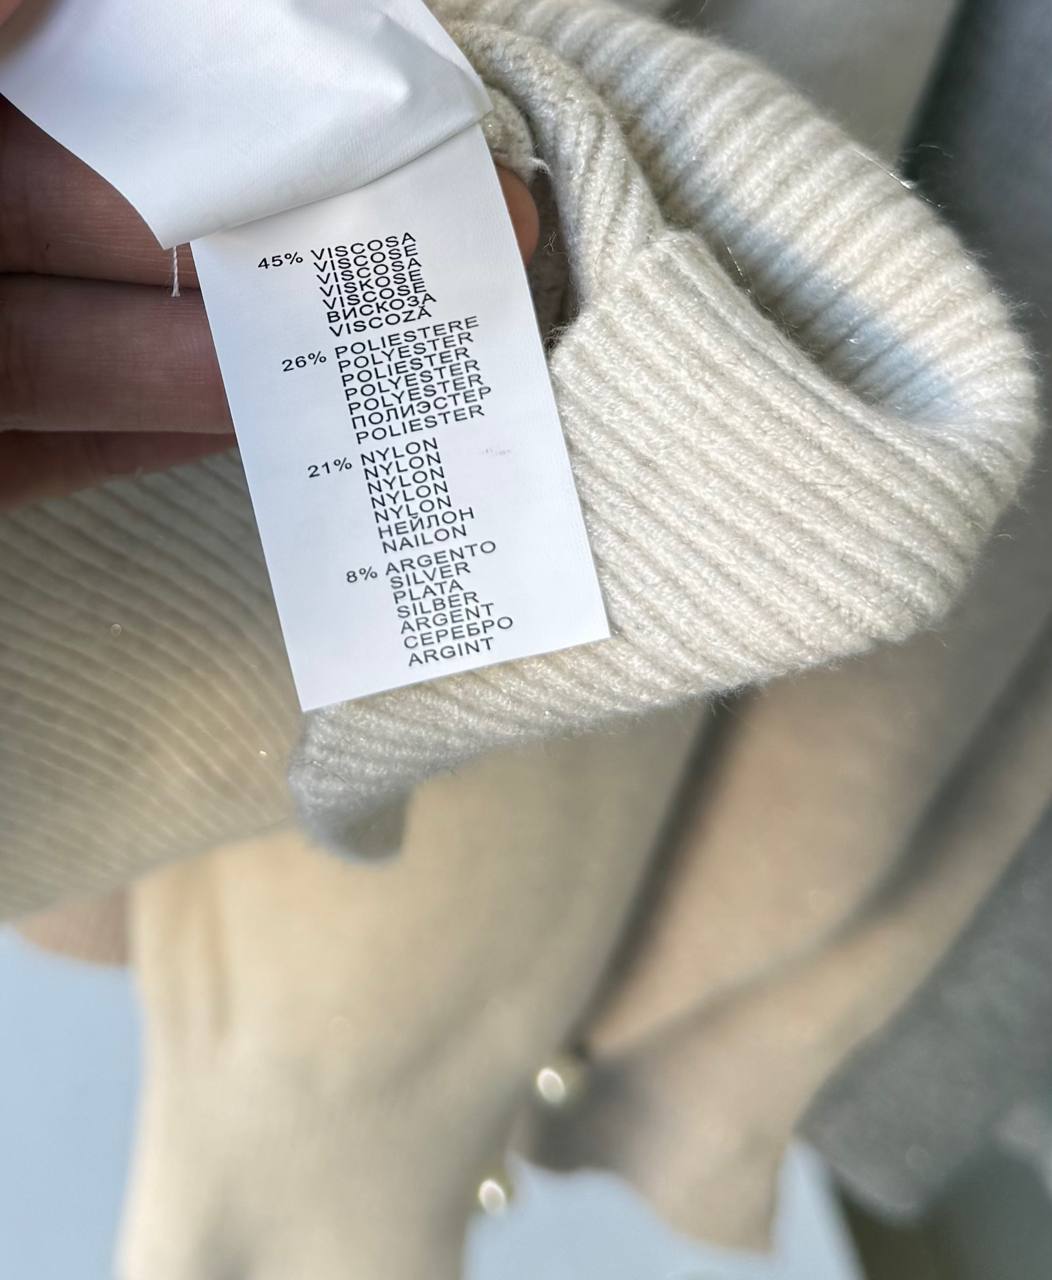 45% VISCOSA
VISCOSE
VISCOSA
VISKOSE
VISCOSE
ВИСКОЗА
VISCOZĂ
26% POLIESTERE
POLYESTER
POLIESTER
POLYESTER
POLYESTER
ПОЛИЭСТЕР
POLIESTER
21% NYLON
NYLON
NYLON
NYLON
NYLON
НЕЙЛОН
NAILON
8% ARGENTO
SILVER
PLATA
SILBER
ARGENT
СЕРЕБРО
ARGINT